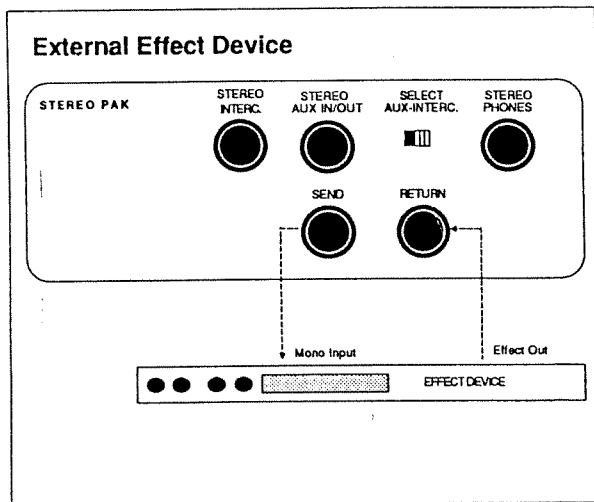 External Effect Device
STEREO PAK
STEREO INTERC.
STEREO AUX IN/OUT
SELECT AUX-INTERC.
STEREO PHONES
SEND
RETURN
Mono Input
Effect Out
EFFECT DEVICE